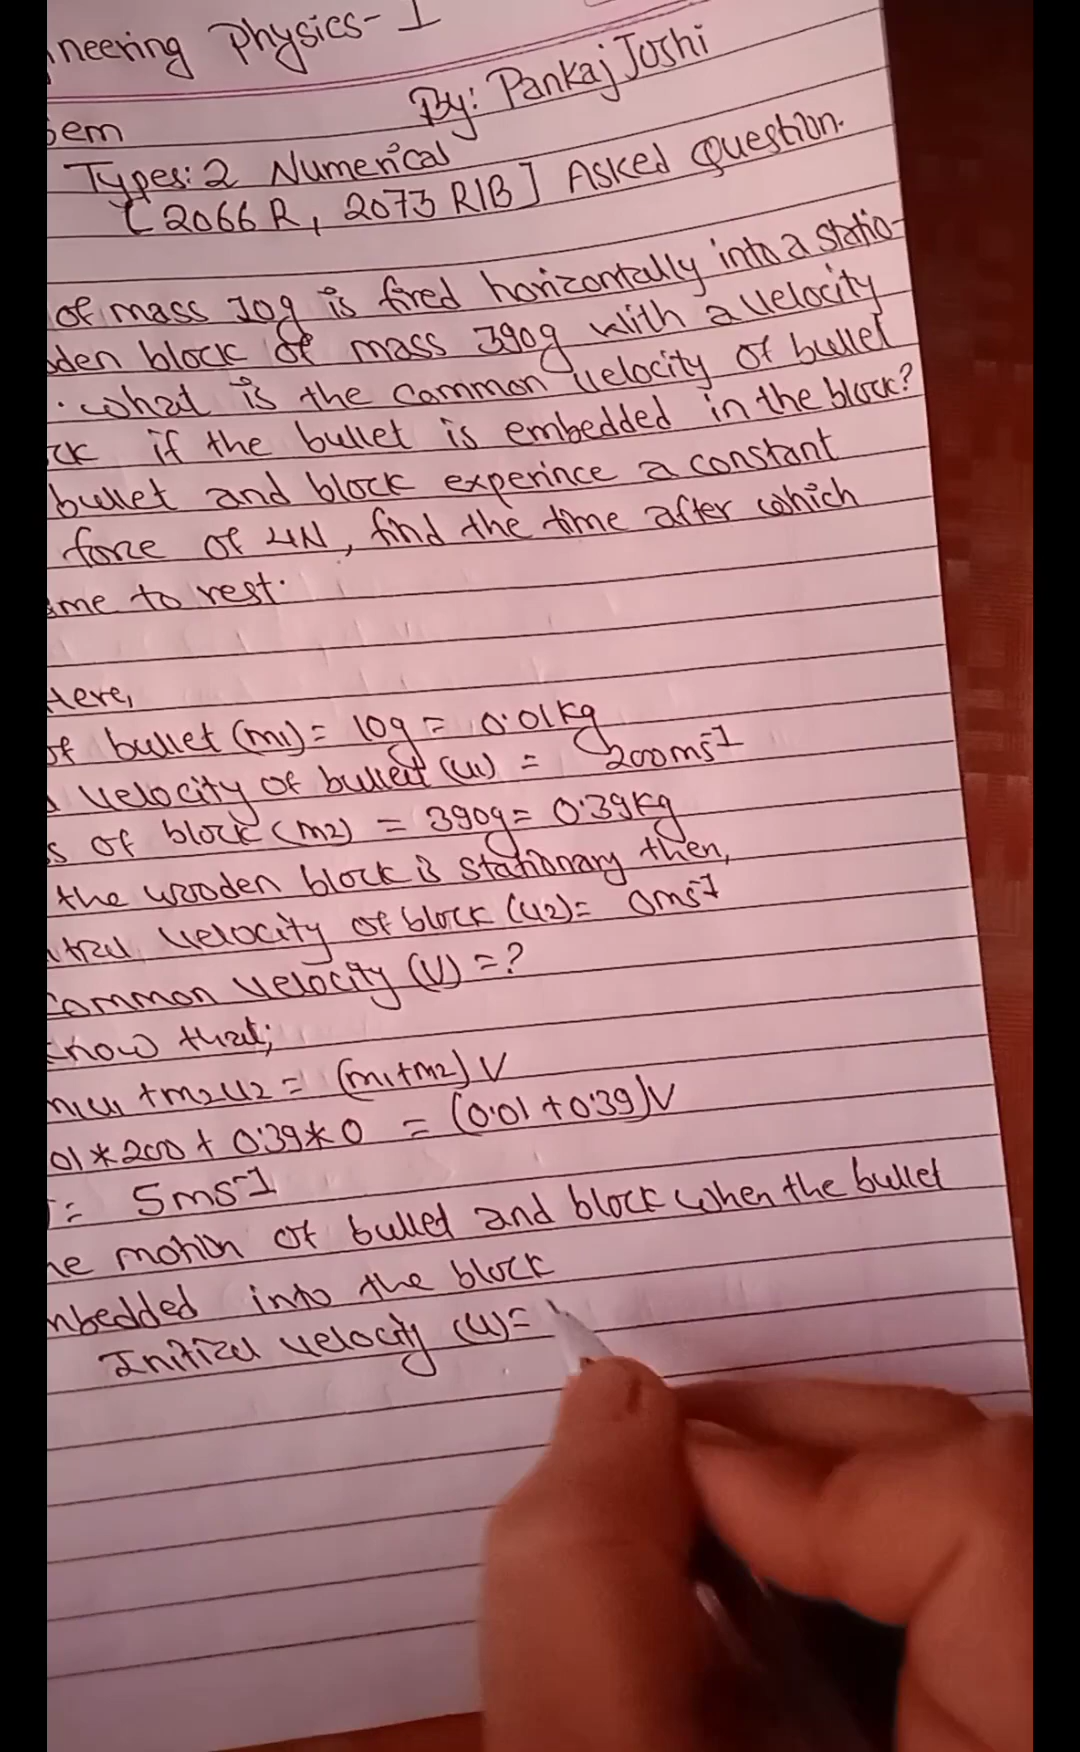 neering Physics-I
By: Pankaj Joshi
sem
Types: 2 Numerical
[2066 R, 2073 R/B] Asked Question.
of mass 10g is fired horizontally into a statio-
den block of mass 390g with a velocity
. what is the common velocity of bullet
ck if the bullet is embedded in the block?
bullet and block experince a constant
force of 4N, find the time after which
me to rest.
Here,
of bullet (m1) = 10g = 0.01kg
velocity of bullet (u1) = 200ms-1
s of block (m2) = 390g = 0.39kg
the wooden block is stationary then,
tial velocity of block (u2) = 0ms-1
Common velocity (V) = ?
know that;
m1u1 + m2u2 = (m1+m2) V
01*200 + 0.39*0 = (0.01 + 0.39)V
= 5ms-1
he motion of bullet and block when the bullet
mbedded into the block
Initial velocity (u) =